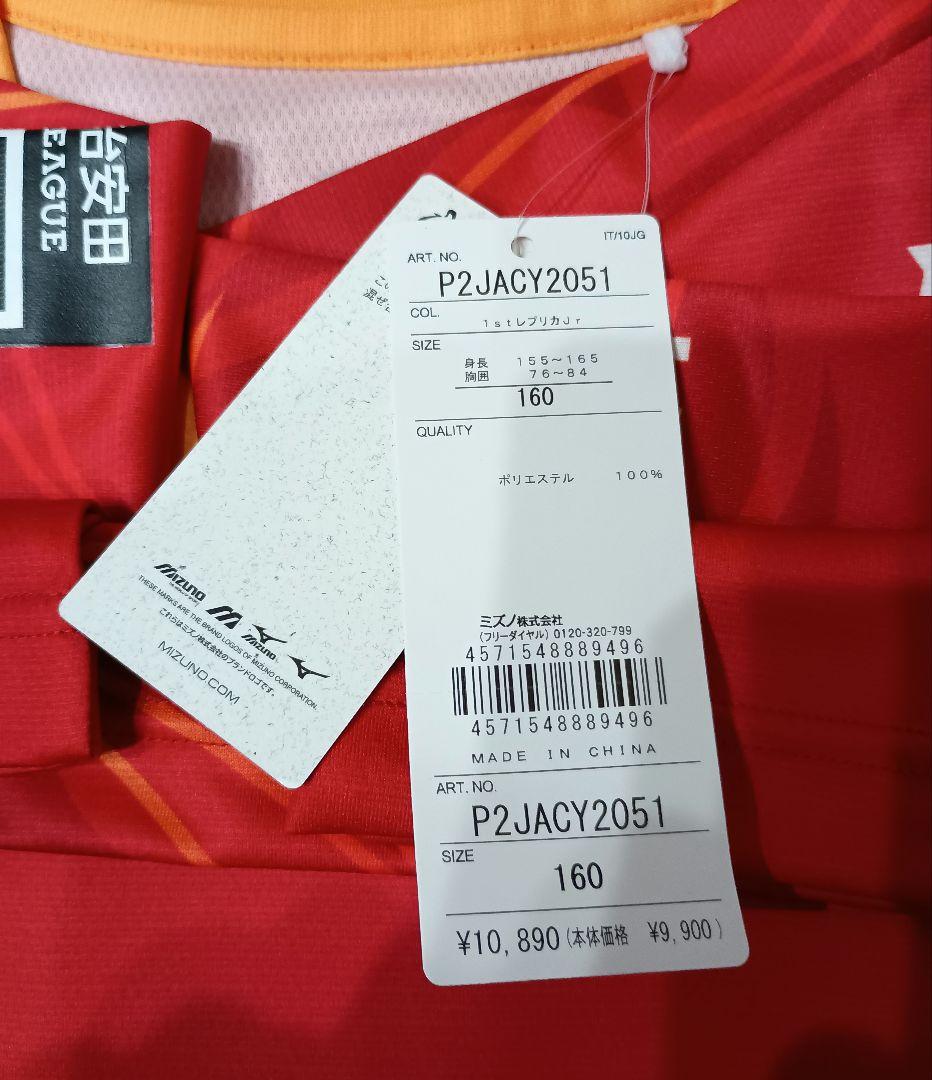 治安田
EAGUE
IT/10JG
ART. NO.
P2JACY2051
COL.
1stレプリカJr
SIZE
身長 155～165
胸囲 76～84
160
QUALITY
ポリエステル 100%
ミズノ株式会社
(フリーダイヤル) 0120-320-799
4571548889496
4571548889496
MADE IN CHINA
ART. NO.
P2JACY2051
SIZE
160
¥10,890(本体価格 ¥9,900)
混ぜ
MIZUNO
MIZUNO
THESE MARKS ARE THE BRAND LOGOS OF MIZUNO CORPORATION.
これらはミズノ株式会社のブランドロゴです。
MIZUNO.COM